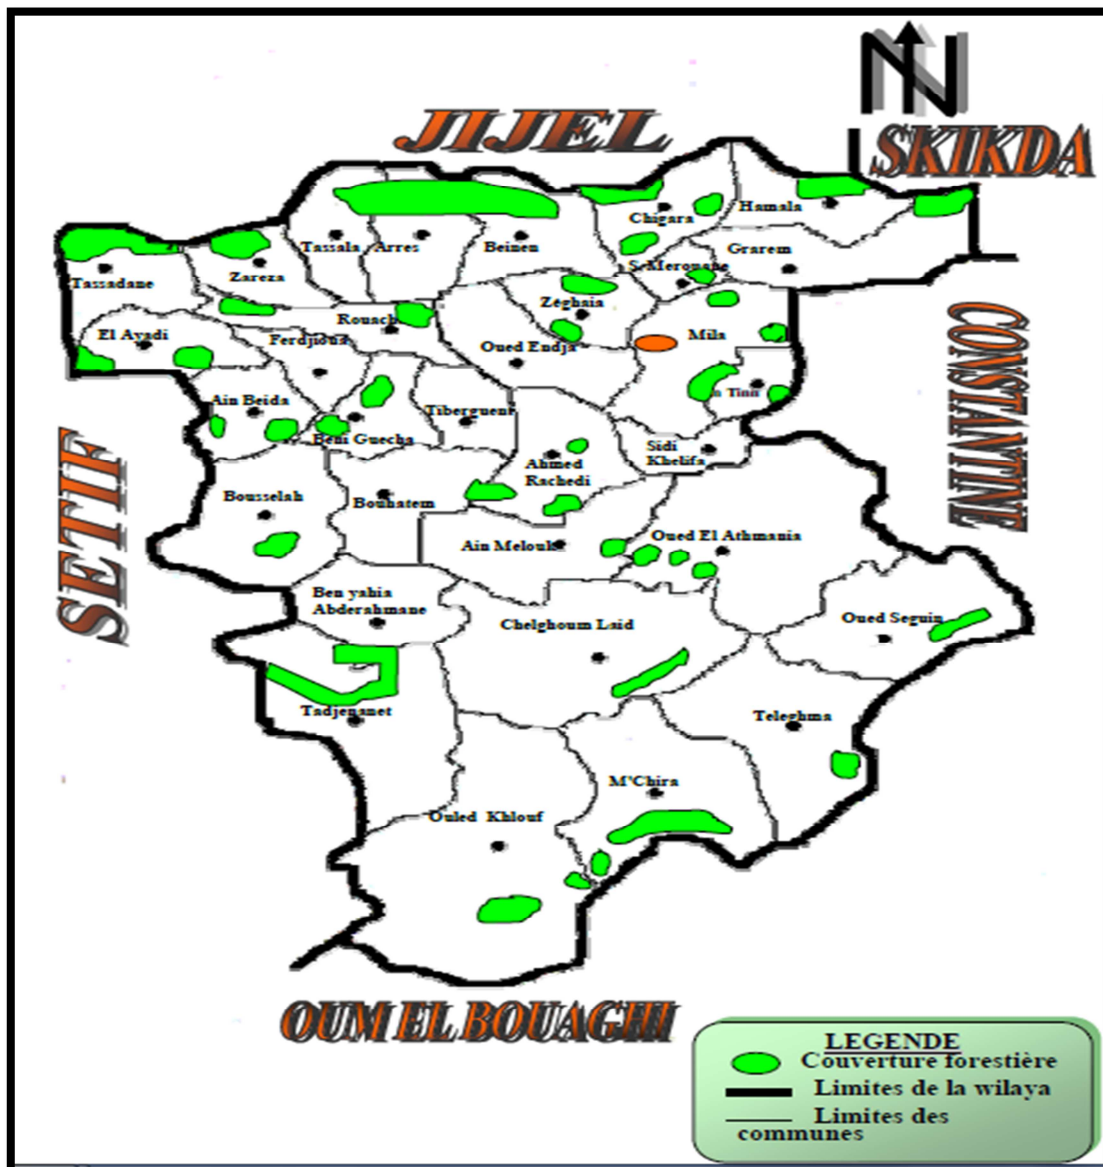 N
JIJEL
SKIKDA
Hamala
Chigara
Tassala
Arres
Beinen
Grarem
S.Merouane
Tassadane
Zareza
Zeghaia
Rouach
El Ayadi
Ferdjioua
Mila
Oued Endja
CONSTANTINE
Ain Beida
Tiberguent
Beni Guecha
Sidi
Khelifa
Ahmed
Rachedi
SETIF
Bousselah
Bouhatem
Ain Melouk
Oued El Athmania
Ben yahia
Abderahmane
Chelghoum Laid
Oued Seguin
Tadjenanet
Teleghma
M'Chira
Ouled Khlouf
OUM EL BOUAGHI
LEGENDE
Couverture forestière
Limites de la wilaya
Limites des
communes